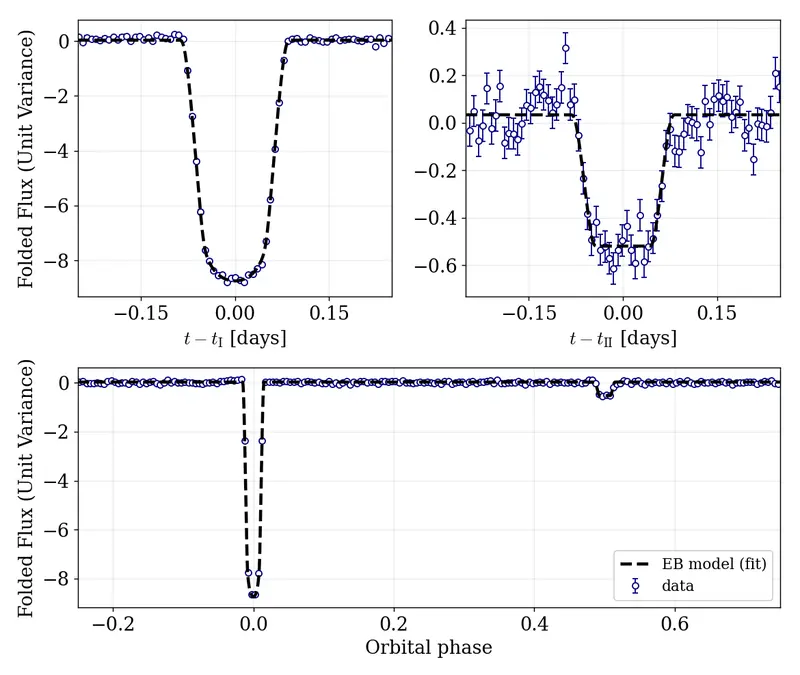 Folded Flux (Unit Variance)
0
−2
−4
−6
−8
−0.15 0.00 0.15
t − t_I [days]
0.4
0.2
0.0
−0.2
−0.4
−0.6
−0.15 0.00 0.15
t − t_II [days]
Folded Flux (Unit Variance)
0
−2
−4
−6
−8
EB model (fit)
data
−0.2 0.0 0.2 0.4 0.6
Orbital phase